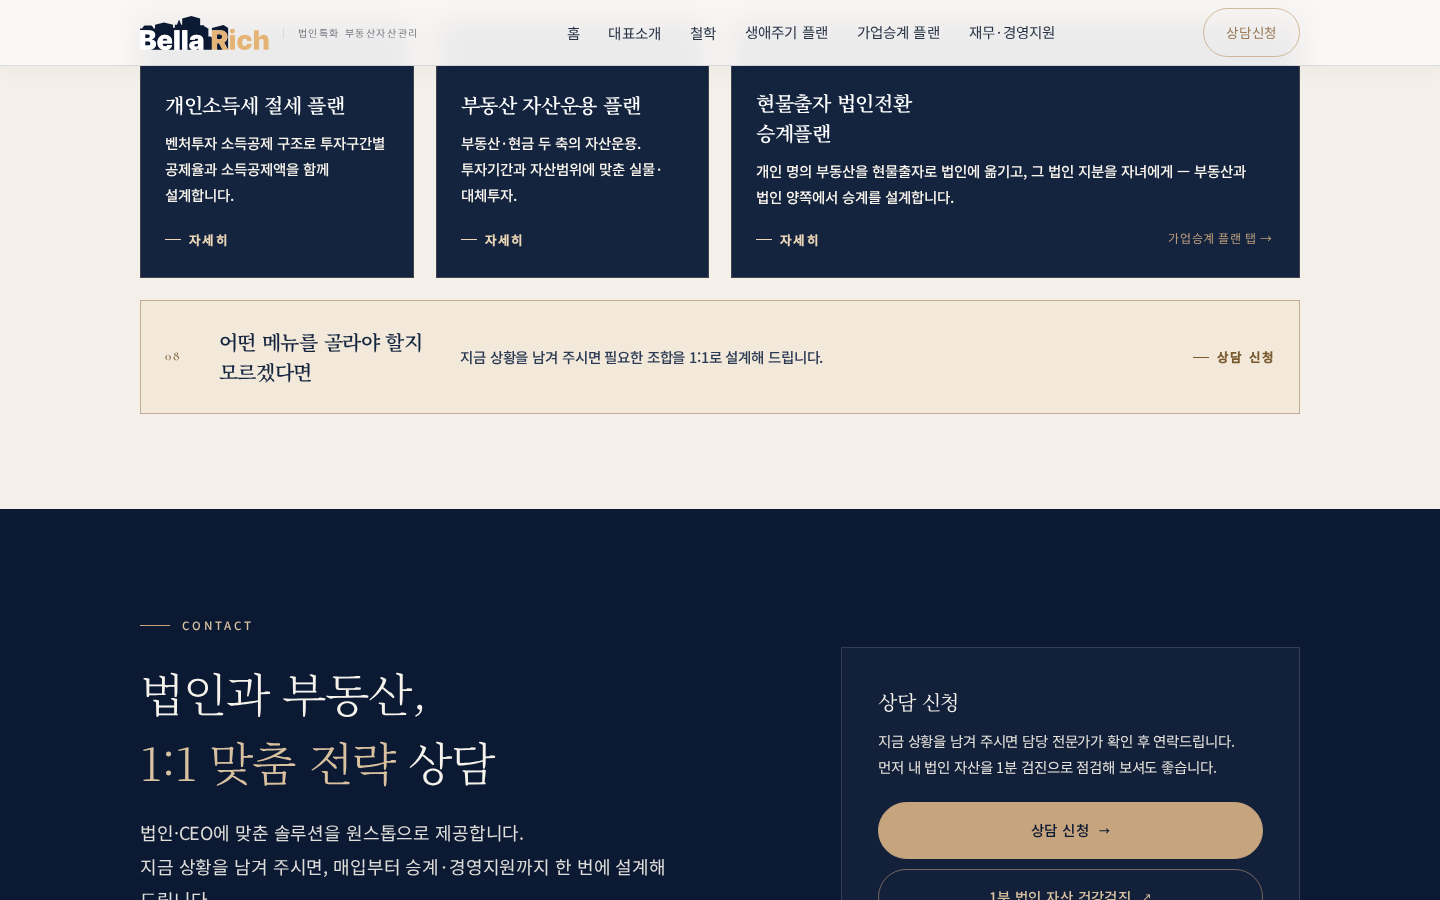 BellaRich
법인특화 부동산자산관리
홈
대표소개
철학
생애주기 플랜
가업승계 플랜
재무·경영지원
상담신청
개인소득세 절세 플랜
벤처투자 소득공제 구조로 투자구간별
공제율과 소득공제액을 함께
설계합니다.
— 자세히
부동산 자산운용 플랜
부동산·현금 두 축의 자산운용.
투자기간과 자산범위에 맞춘 실물·
대체투자.
— 자세히
현물출자 법인전환
승계플랜
개인 명의 부동산을 현물출자로 법인에 옮기고, 그 법인 지분을 자녀에게 — 부동산과
법인 양쪽에서 승계를 설계합니다.
— 자세히
가업승계 플랜 탭 →
08
어떤 메뉴를 골라야 할지
모르겠다면
지금 상황을 남겨 주시면 필요한 조합을 1:1로 설계해 드립니다.
— 상담 신청
— CONTACT
법인과 부동산,
1:1 맞춤 전략 상담
법인·CEO에 맞춘 솔루션을 원스톱으로 제공합니다.
지금 상황을 남겨 주시면, 매입부터 승계·경영지원까지 한 번에 설계해
드립니다.
상담 신청
지금 상황을 남겨 주시면 담당 전문가가 확인 후 연락드립니다.
먼저 내 법인 자산을 1분 검진으로 점검해 보셔도 좋습니다.
상담 신청 →
1분 법인 자산 건강검진 ↗